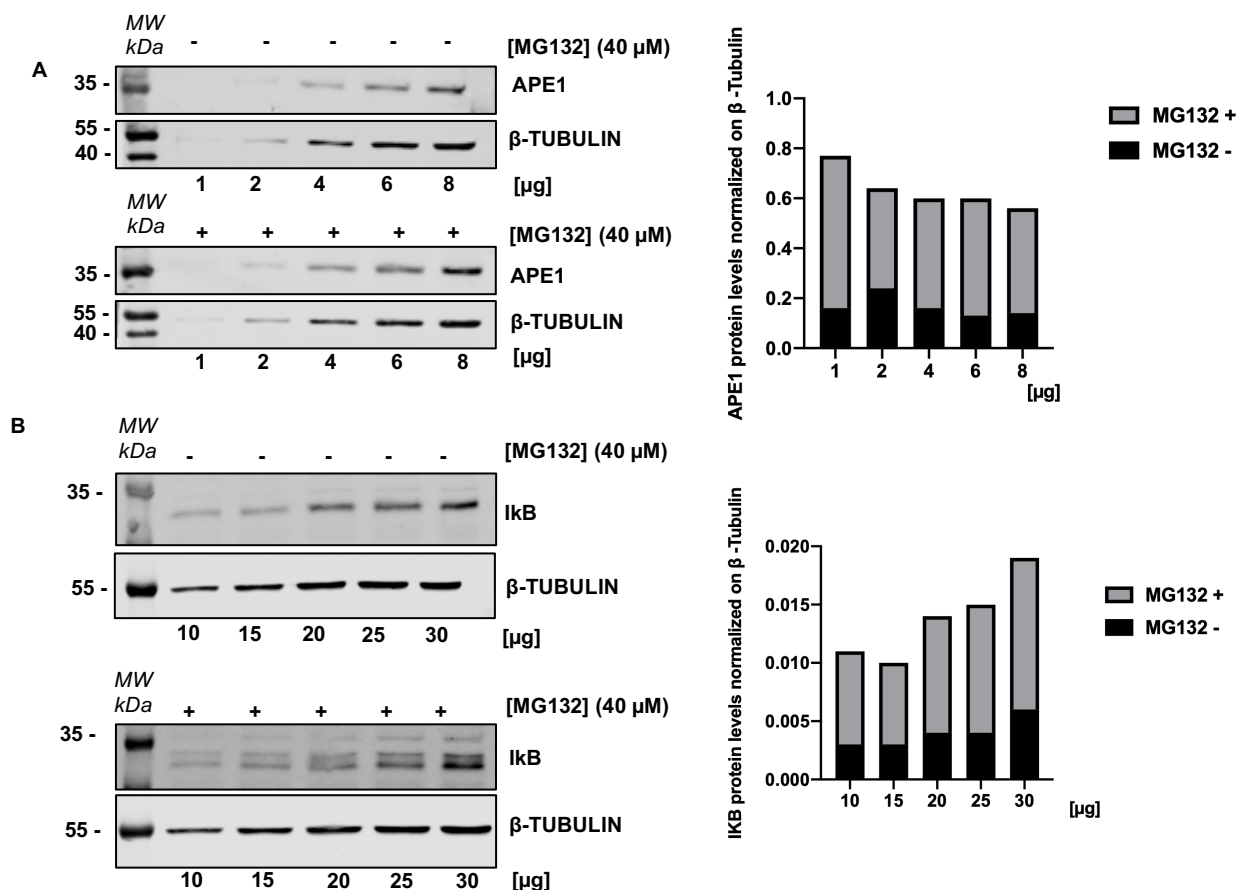 A
MW
kDa
- - - - - [MG132] (40 µM)
35 - APE1
55 -
40 - β-TUBULIN
1 2 4 6 8 [µg]
MW
kDa
+ + + + + [MG132] (40 µM)
35 - APE1
55 -
40 - β-TUBULIN
1 2 4 6 8 [µg]
APE1 protein levels normalized on β -Tubulin
1.0
0.8
0.6
0.4
0.2
0.0
1 2 4 6 8
[µg]
MG132 +
MG132 -
B
MW
kDa
- - - - - [MG132] (40 µM)
35 - IkB
55 - β-TUBULIN
10 15 20 25 30 [µg]
MW
kDa
+ + + + + [MG132] (40 µM)
35 - IkB
55 - β-TUBULIN
10 15 20 25 30 [µg]
IKB protein levels normalized on β -Tubulin
0.020
0.015
0.010
0.005
0.000
10 15 20 25 30 [µg]
MG132 +
MG132 -